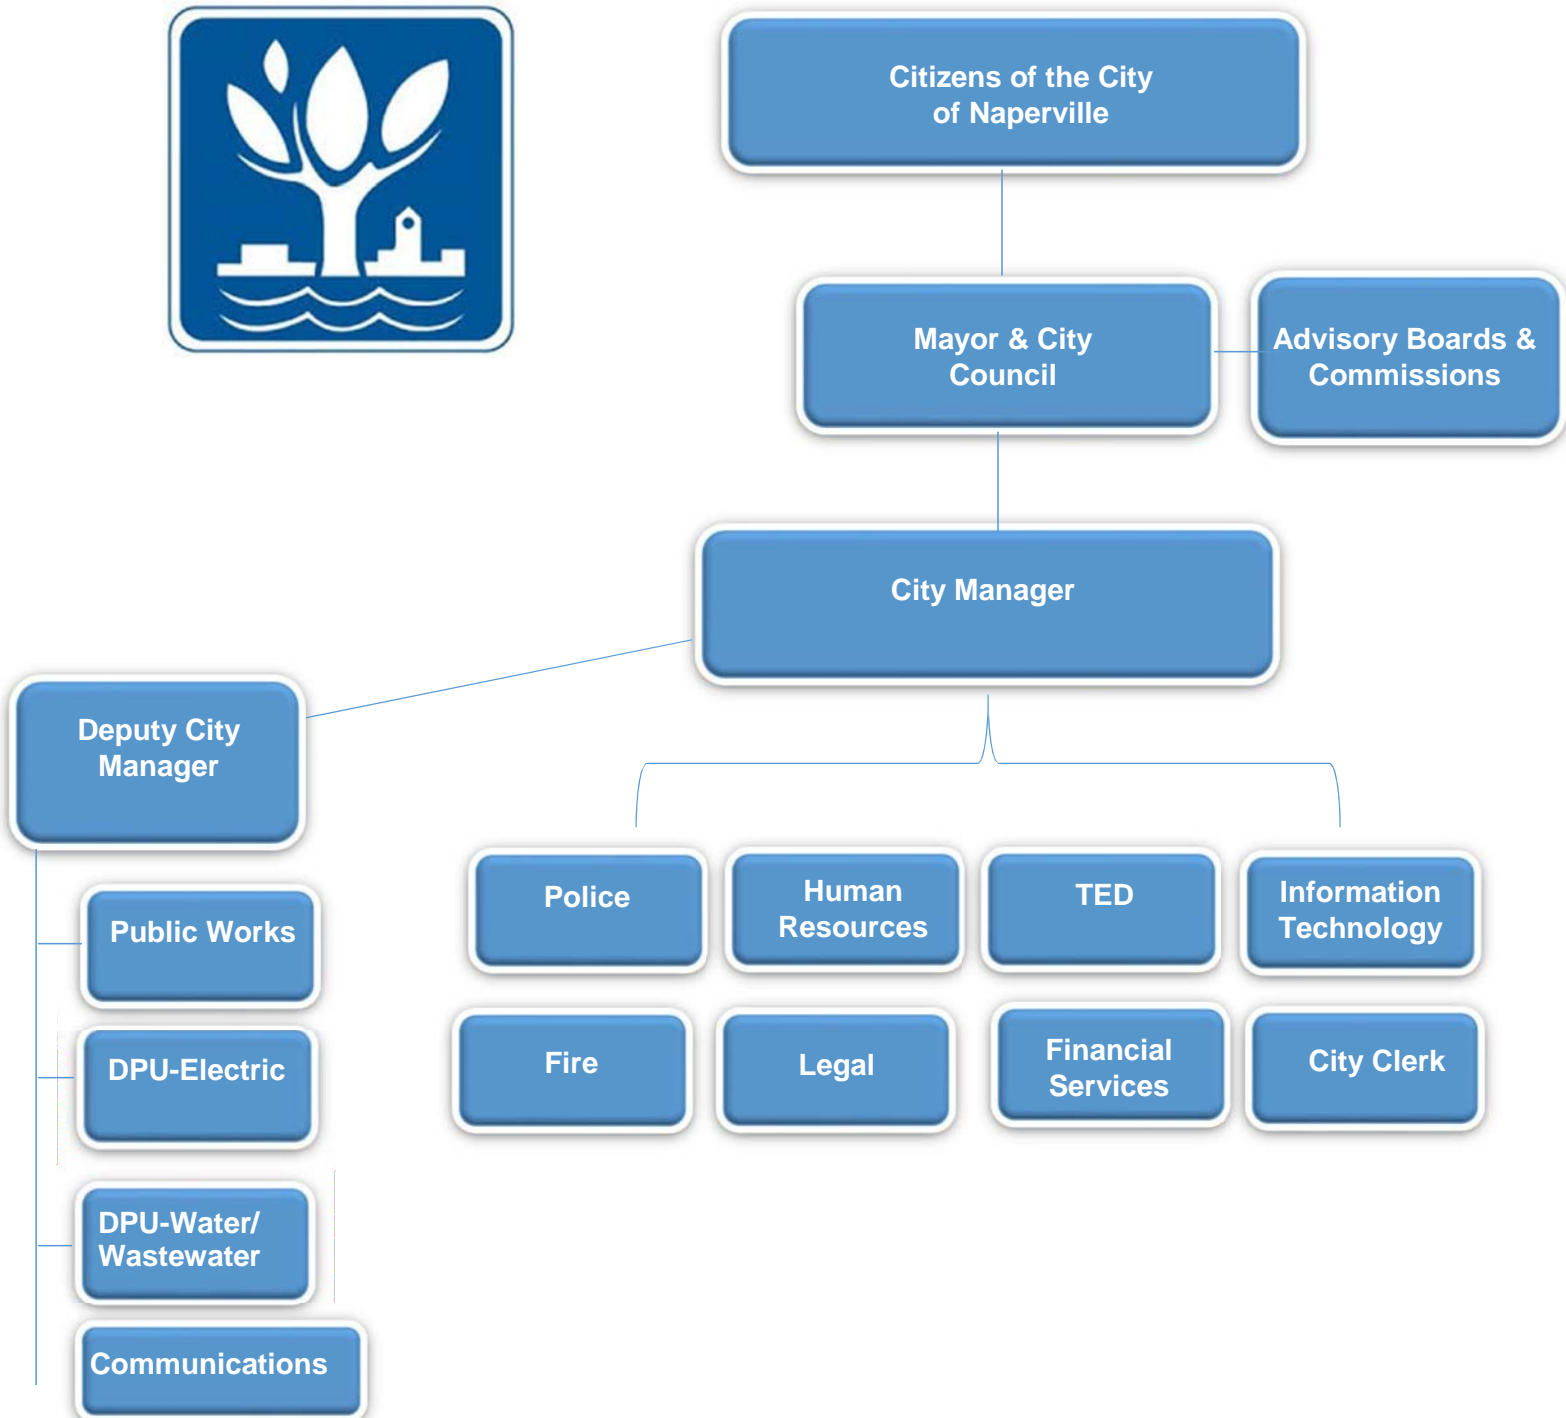 Citizens of the City
of Naperville
Mayor & City
Council
Advisory Boards &
Commissions
City Manager
Deputy City
Manager
Public Works
DPU-Electric
DPU-Water/
Wastewater
Communications
Police
Human
Resources
TED
Information
Technology
Fire
Legal
Financial
Services
City Clerk